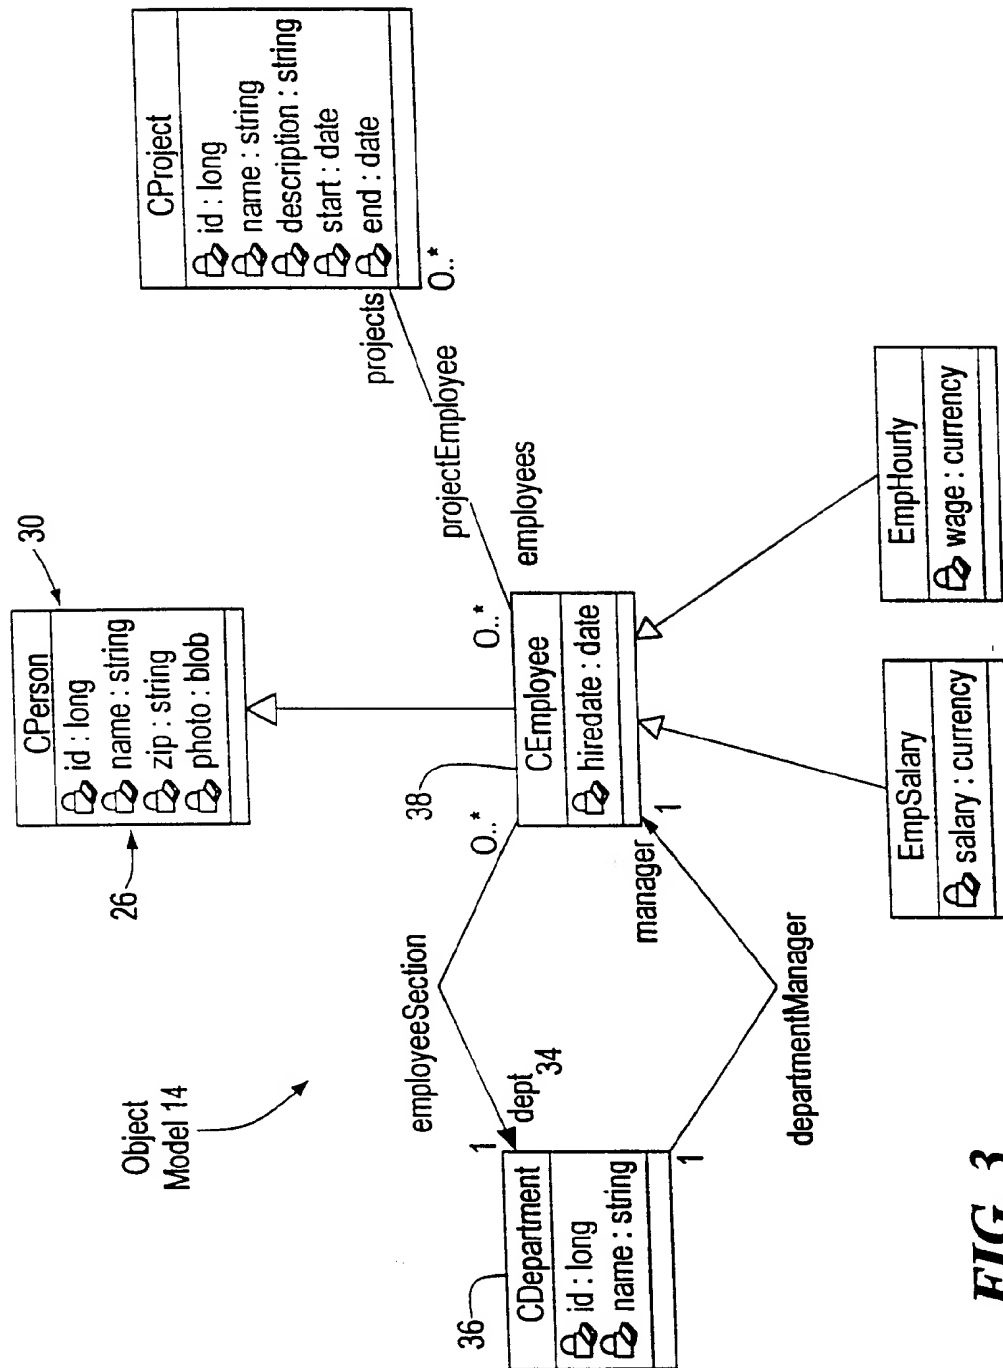 CPerson
id : long
name : string
zip : string
photo : blob
30
26
CProject
id : long
name : string
description : string
start : date
end : date
0..*
projects
projectEmployee
employees
0..*
Object
Model 14
employeeSection
0..*
38
CEmployee
hiredate : date
1
dept
34
36
CDepartment
id : long
name : string
1
manager
1
departmentManager
EmpSalary
salary : currency
EmpHourly
wage : currency
FIG. 3